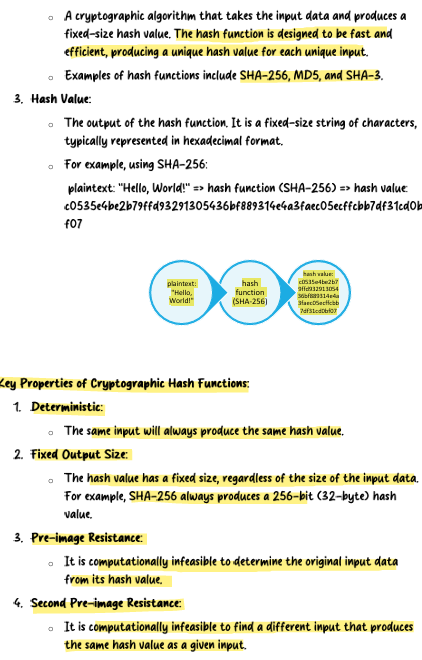 ○ A cryptographic algorithm that takes the input data and produces a
fixed-size hash value. The hash function is designed to be fast and
efficient, producing a unique hash value for each unique input.
○ Examples of hash functions include SHA-256, MD5, and SHA-3.
3. Hash Value:
○ The output of the hash function. It is a fixed-size string of characters,
typically represented in hexadecimal format.
○ For example, using SHA-256:
plaintext: "Hello, World!" => hash function (SHA-256) => hash value:
c0535e4be2b79ffd93291305436bf889314e4a3faec05ecffcbb7df31cd0b
f07
plaintext:
"Hello,
World!"
hash
function
(SHA-256)
hash value:
c0535e4be2b7
9ffd932913054
36bf889314e4a
3faec05ecffcbb
7df31cd0bf07
Key Properties of Cryptographic Hash Functions:
1. Deterministic:
○ The same input will always produce the same hash value.
2. Fixed Output Size:
○ The hash value has a fixed size, regardless of the size of the input data.
For example, SHA-256 always produces a 256-bit (32-byte) hash
value.
3. Pre-image Resistance:
○ It is computationally infeasible to determine the original input data
from its hash value.
4. Second Pre-image Resistance:
○ It is computationally infeasible to find a different input that produces
the same hash value as a given input.